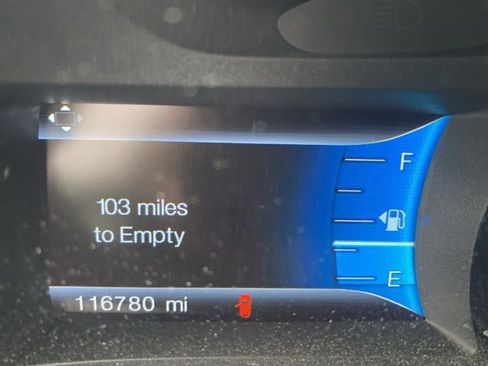 F
103 miles
to Empty
E
116780 mi